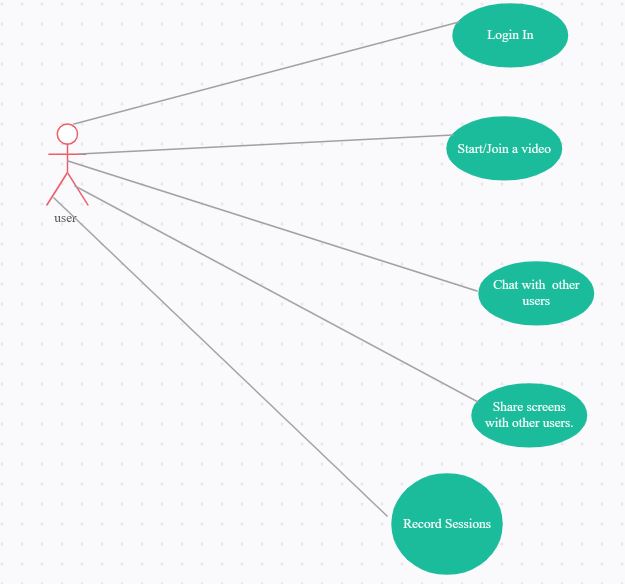 Login In
Start/Join a video
user
Chat with other
users
Share screens
with other users.
Record Sessions